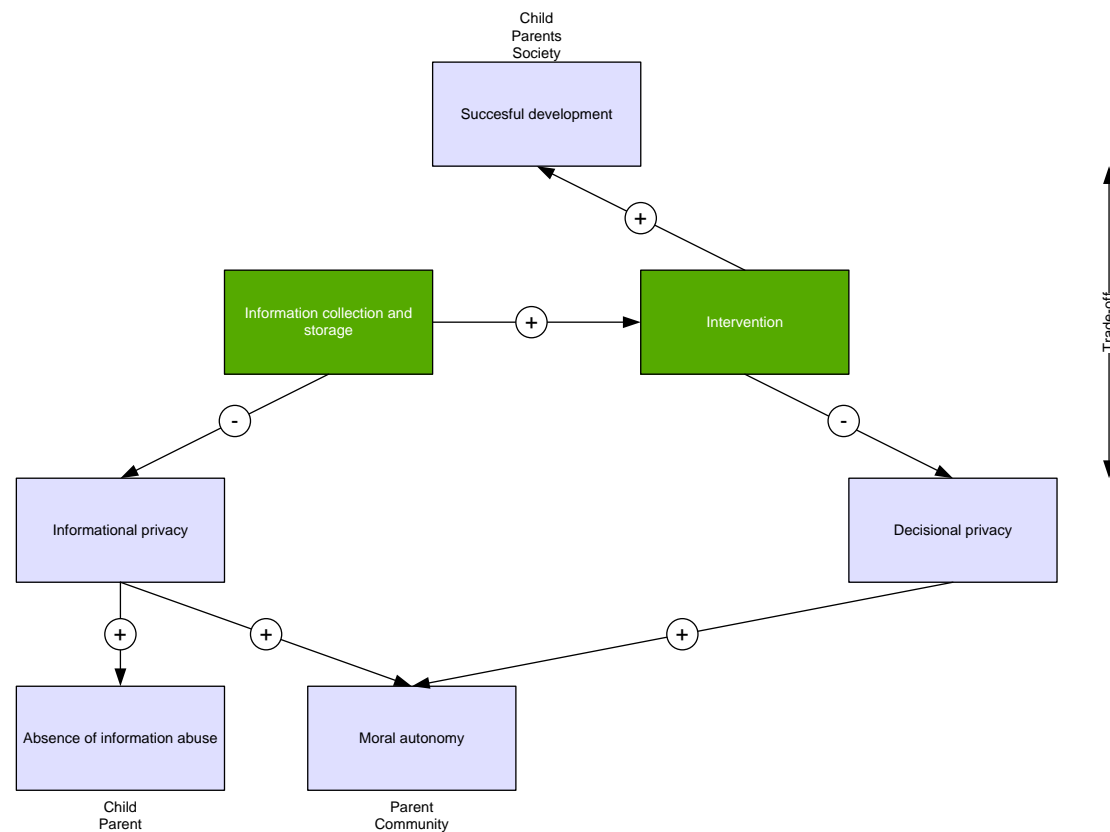 Child
Parents
Society
Succesful development
+
Information collection and
storage
+
Intervention
Trade-off
-
-
Informational privacy
Decisional privacy
+
+
+
Absence of information abuse
Moral autonomy
Child
Parent
Parent
Community